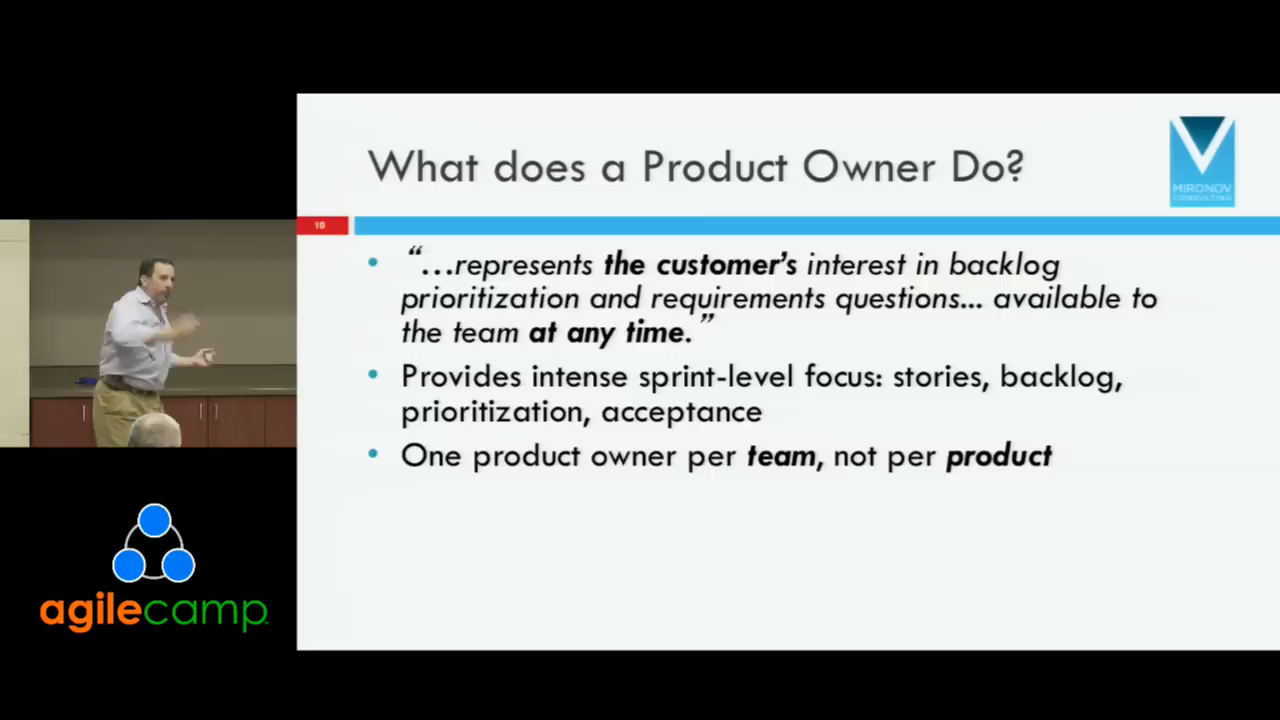 What does a Product Owner Do?
MIRONOV
CONSULTING
10
• “…represents the customer’s interest in backlog
prioritization and requirements questions... available to
the team at any time.”
• Provides intense sprint-level focus: stories, backlog,
prioritization, acceptance
• One product owner per team, not per product
agilecamp